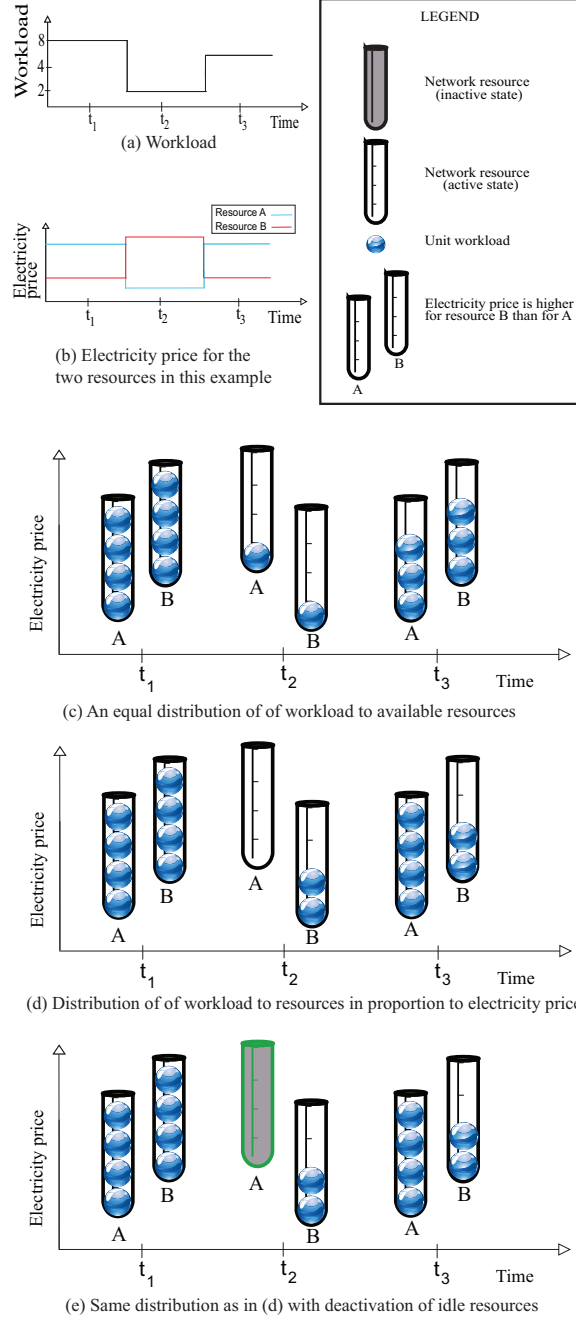 Workload
8
4
2
t1
t2
t3
Time
(a) Workload
Resource A
Resource B
Electricity
price
t1
t2
t3
Time
(b) Electricity price for the
two resources in this example
LEGEND
Network resource
(inactive state)
Network resource
(active state)
Unit workload
Electricity price is higher
for resource B than for A
A
B
Electricity price
A
B
A
B
A
B
t1
t2
t3
Time
(c) An equal distribution of of workload to available resources
Electricity price
A
B
A
B
A
B
t1
t2
t3
Time
(d) Distribution of of workload to resources in proportion to electricity price
Electricity price
A
B
A
B
A
B
t1
t2
t3
Time
(e) Same distribution as in (d) with deactivation of idle resources